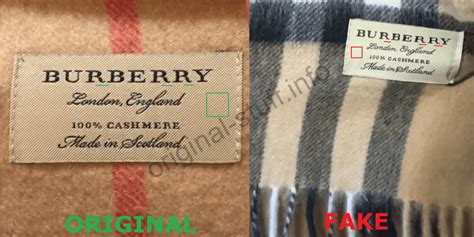 BURBERRY
London, England
100% CASHMERE
Made in Scotland
ORIGINAL
BURBERRY
London, England
100% CASHMERE
Made in Scotland
FAKE
original-stuff.info